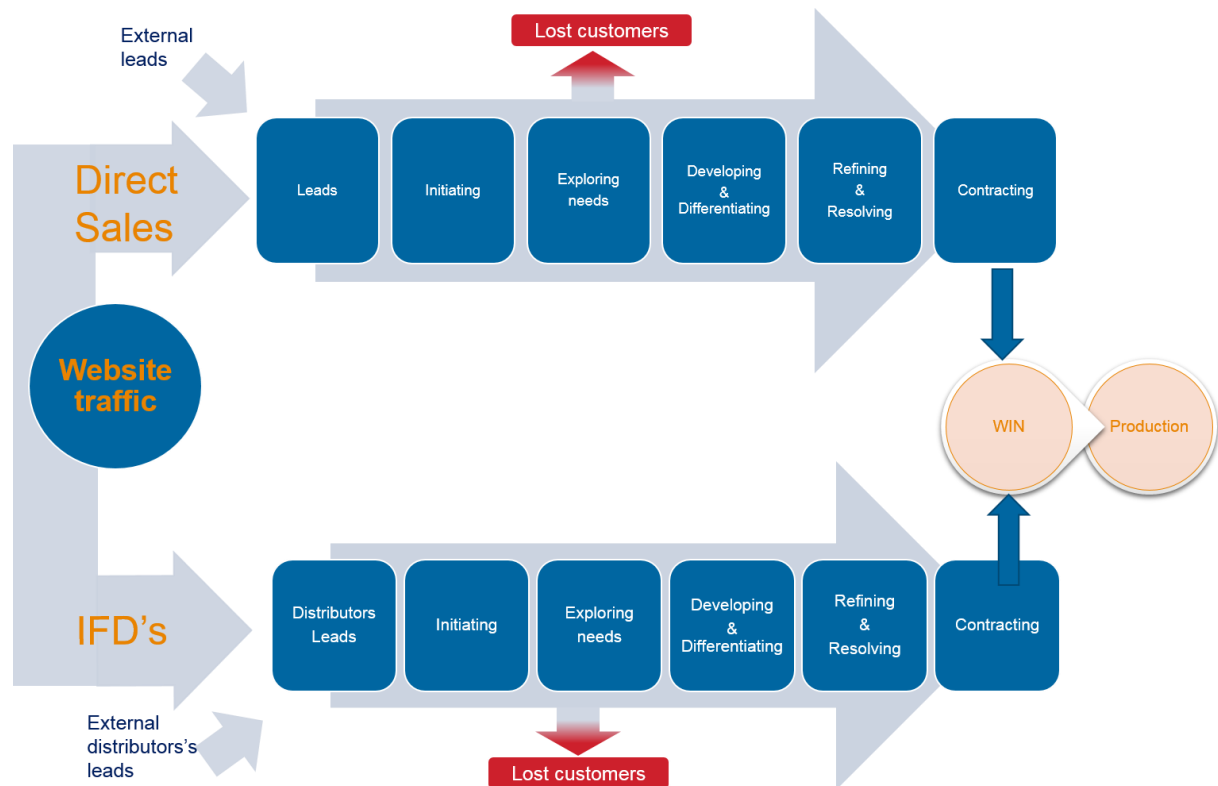 External
leads
Lost customers
Direct
Sales
Leads
Initiating
Exploring
needs
Developing
&
Differentiating
Refining
&
Resolving
Contracting
Website
traffic
WIN
Production
IFD's
Distributors
Leads
Initiating
Exploring
needs
Developing
&
Differentiating
Refining
&
Resolving
Contracting
External
distributors's
leads
Lost customers